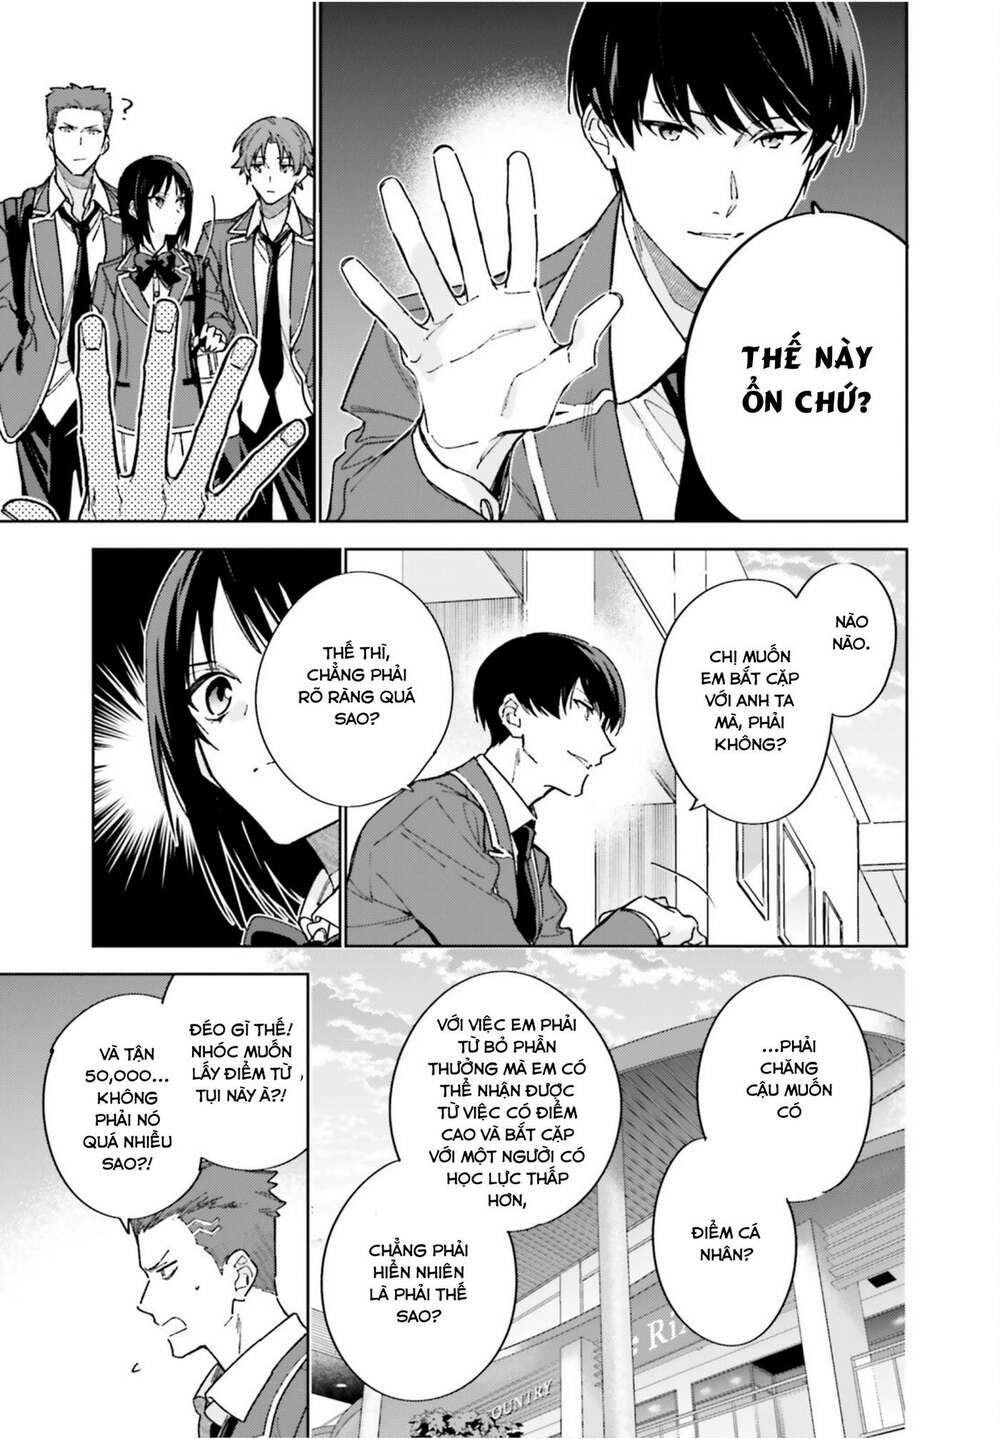 THẾ NÀY
ỔN CHỨ?
?
NÀO
NÀO.
CHỊ MUỐN
EM BẮT CẶP
VỚI ANH TA
MÀ, PHẢI
KHÔNG?
THẾ THÌ,
CHẲNG PHẢI
RÕ RÀNG QUÁ
SAO?
...PHẢI
CHĂNG
CẬU MUỐN
CÓ
ĐIỂM CÁ
NHÂN?
VỚI VIỆC EM PHẢI
TỪ BỎ PHẦN
THƯỞNG MÀ EM CÓ
THỂ NHẬN ĐƯỢC
TỪ VIỆC CÓ ĐIỂM
CAO VÀ BẮT CẶP
VỚI MỘT NGƯỜI CÓ
HỌC LỰC THẤP
HƠN,
CHẲNG PHẢI
HIỂN NHIÊN
LÀ PHẢI THẾ
SAO?
ĐÉO GÌ THẾ!
NHÓC MUỐN
LẤY ĐIỂM TỪ
TỤI NÀY À?!
VÀ TẬN
50,000...
KHÔNG
PHẢI NÓ
QUÁ NHIỀU
SAO?!
OUNTRY